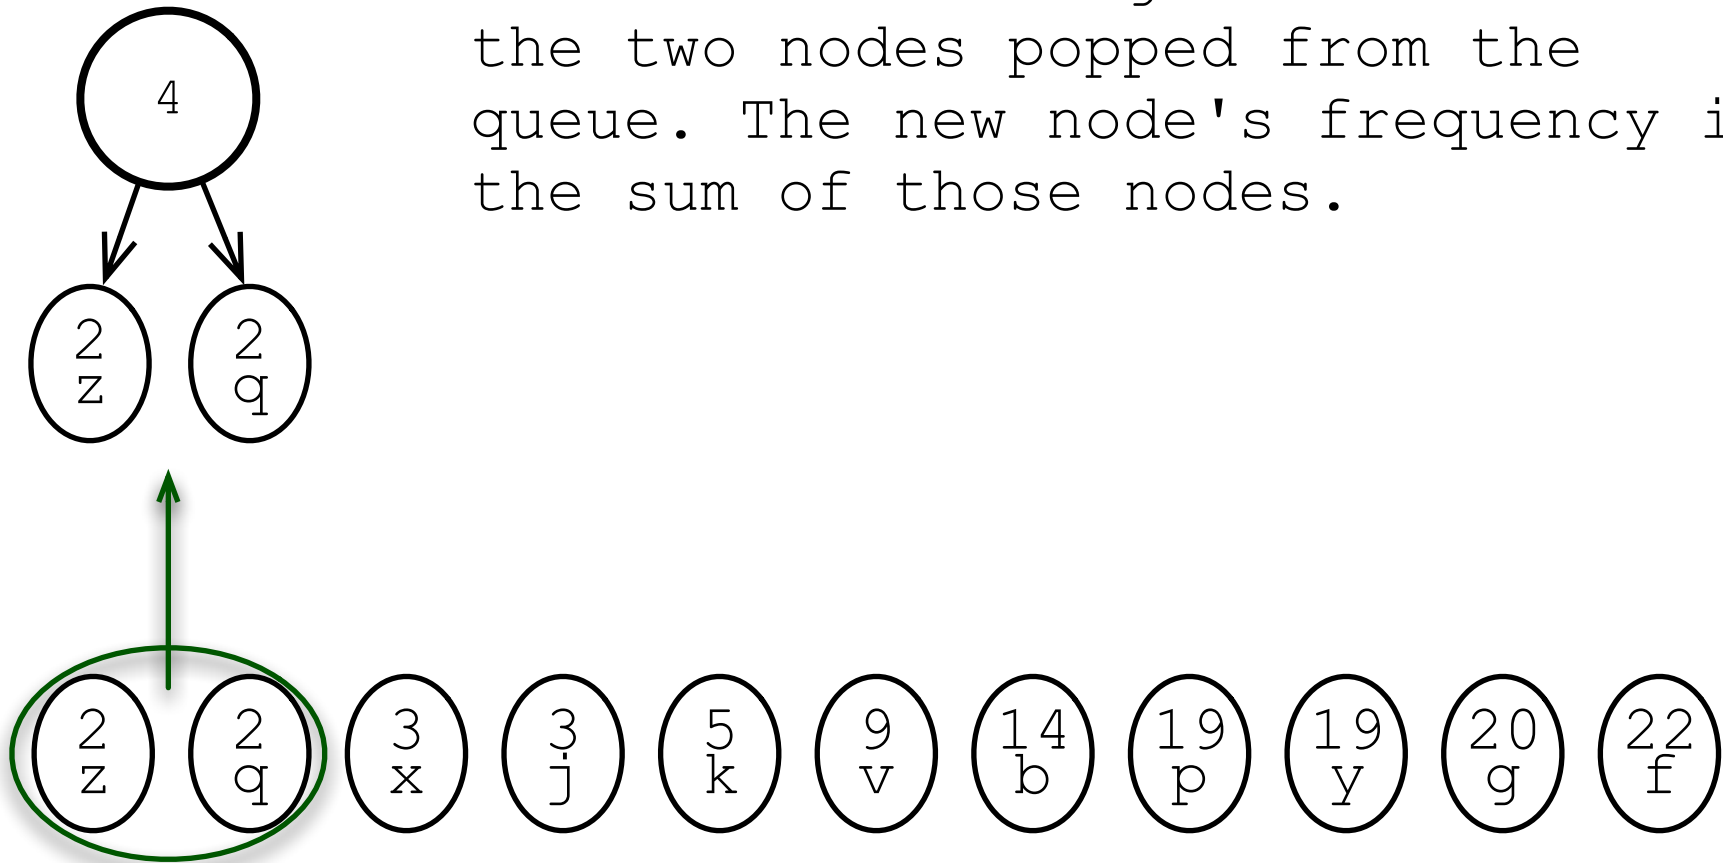 the two nodes popped from the
queue. The new node's frequency i
the sum of those nodes.
4
2 2
z q
2 2 3 3 5 9 14 19 19 20 22
z q x j k v b p y g f